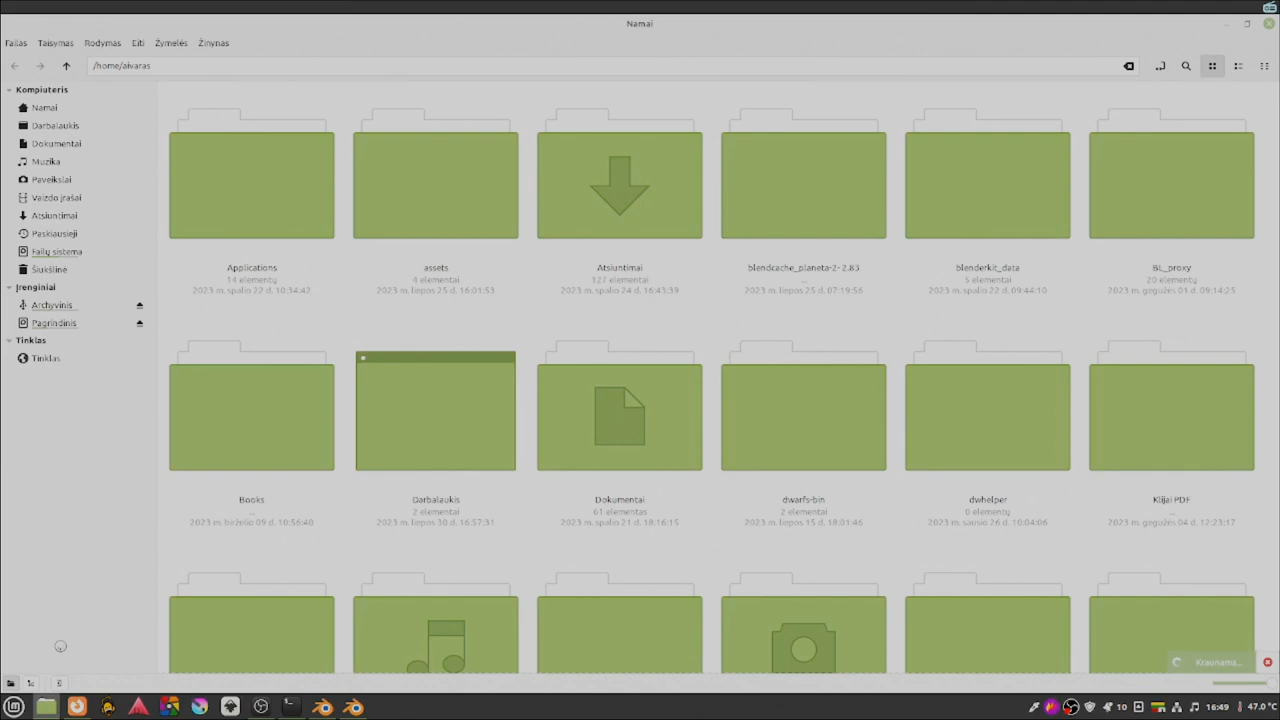 Namai
Failas Taisymas Rodymas Eiti Žymelės Žinynas
/home/aivaras
Kompiuteris
Namai
Darbalaukis
Dokumentai
Muzika
Paveikslai
Vaizdo įrašai
Atsiuntimai
Paskiausieji
Failų sistema
Šiukšlinė
Įrenginiai
Archyvinis
Pagrindinis
Tinklas
Tinklas
Applications
14 elementų
2023 m. spalio 22 d. 10:34:42
assets
4 elementai
2023 m. liepos 25 d. 16:01:53
Atsiuntimai
127 elementai
2023 m. spalio 24 d. 16:43:39
blendcache_planeta-2- 2.83
...
2023 m. liepos 25 d. 07:19:56
blenderkit_data
5 elementai
2023 m. spalio 22 d. 09:44:10
BL_proxy
20 elementų
2023 m. gegužės 01 d. 09:14:25
Books
...
2023 m. birželio 09 d. 10:56:40
Darbalaukis
2 elementai
2023 m. liepos 30 d. 16:57:31
Dokumentai
61 elementas
2023 m. spalio 21 d. 18:16:15
dwarfs-bin
2 elementai
2023 m. liepos 15 d. 18:01:46
dwhelper
0 elementų
2023 m. sausio 26 d. 10:04:06
Klijai PDF
...
2023 m. gegužės 04 d. 12:23:17
Kraunama...
10 16:49 47.0°C